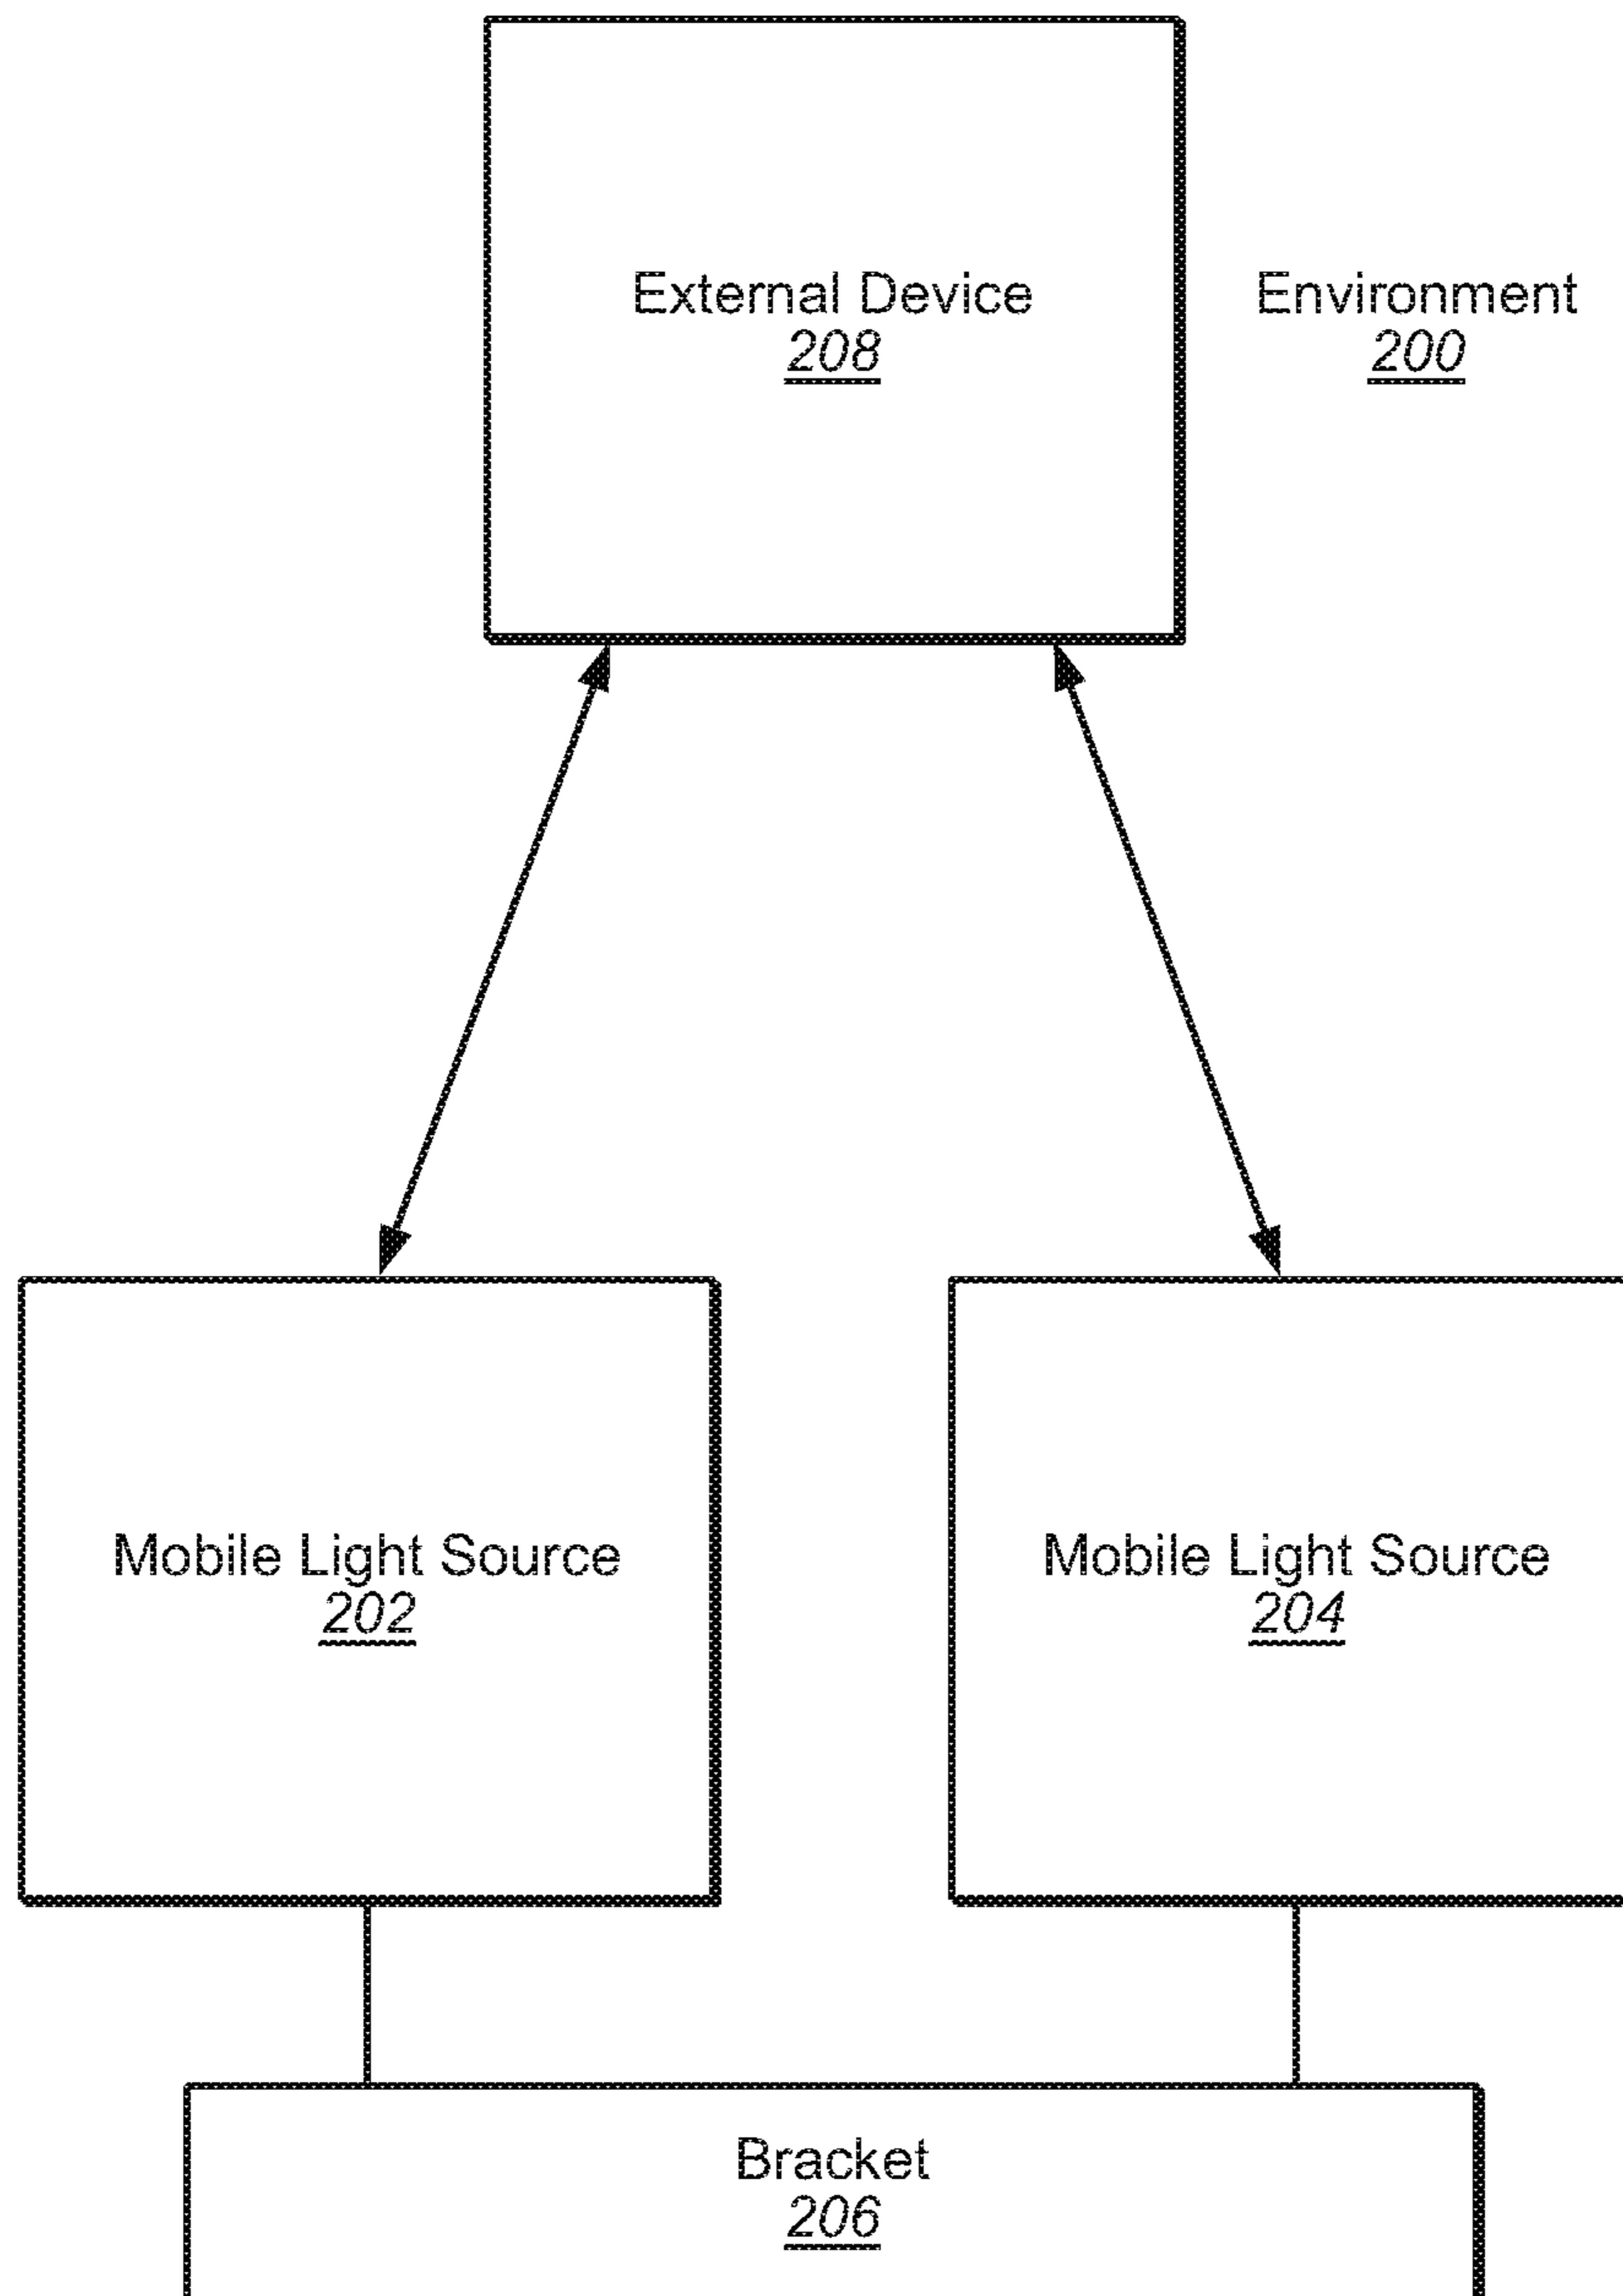 External Device
208
Environment
200
Mobile Light Source
202
Mobile Light Source
204
Bracket
206